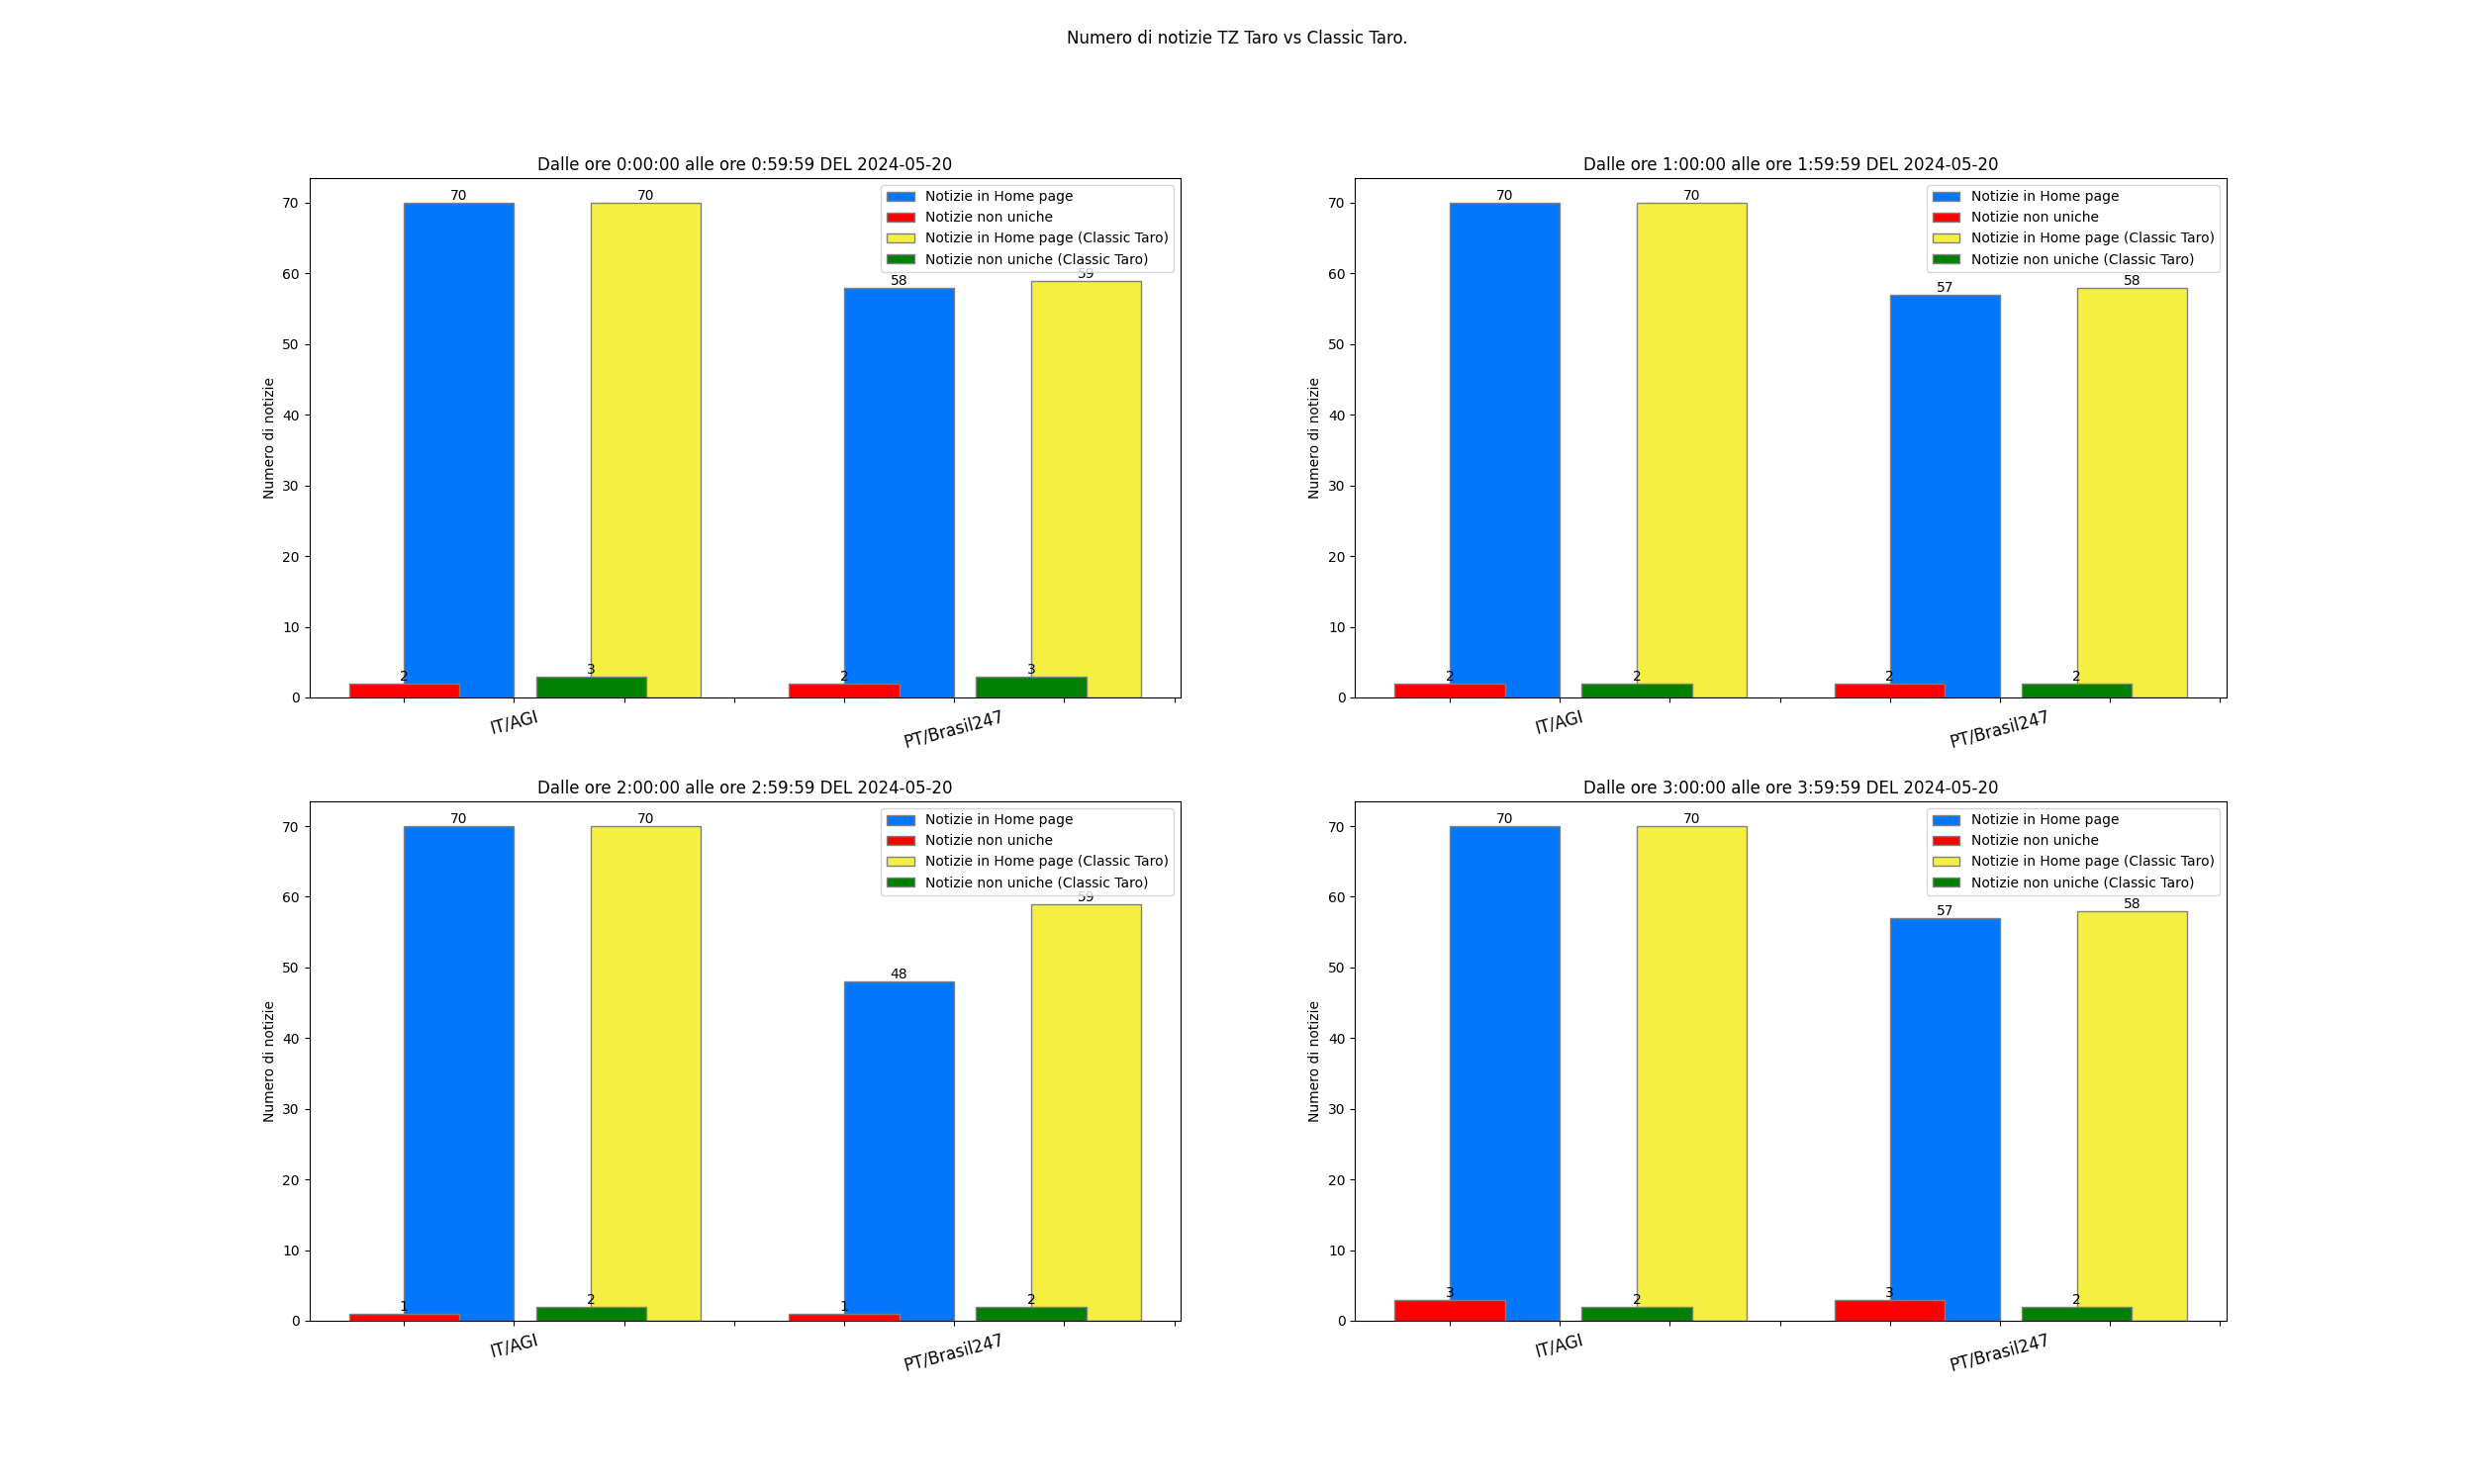 Numero di notizie TZ Taro vs Classic Taro.
Dalle ore 0:00:00 alle ore 0:59:59 DEL 2024-05-20
Numero di notizie
70
60
50
40
30
20
10
0
70
70
58
59
2
3
2
3
Notizie in Home page
Notizie non uniche
Notizie in Home page (Classic Taro)
Notizie non uniche (Classic Taro)
IT/AGI
PT/Brasil247
Dalle ore 1:00:00 alle ore 1:59:59 DEL 2024-05-20
Numero di notizie
70
60
50
40
30
20
10
0
70
70
57
58
2
2
2
2
Notizie in Home page
Notizie non uniche
Notizie in Home page (Classic Taro)
Notizie non uniche (Classic Taro)
IT/AGI
PT/Brasil247
Dalle ore 2:00:00 alle ore 2:59:59 DEL 2024-05-20
Numero di notizie
70
60
50
40
30
20
10
0
70
70
48
59
1
2
1
2
Notizie in Home page
Notizie non uniche
Notizie in Home page (Classic Taro)
Notizie non uniche (Classic Taro)
IT/AGI
PT/Brasil247
Dalle ore 3:00:00 alle ore 3:59:59 DEL 2024-05-20
Numero di notizie
70
60
50
40
30
20
10
0
70
70
57
58
3
2
3
2
Notizie in Home page
Notizie non uniche
Notizie in Home page (Classic Taro)
Notizie non uniche (Classic Taro)
IT/AGI
PT/Brasil247